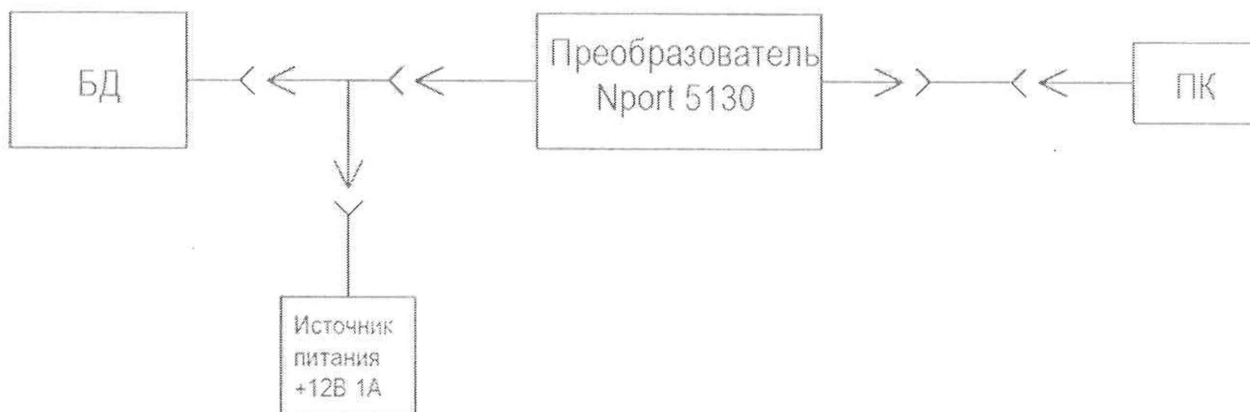 БД
Преобразователь
Nport 5130
ПК
Источник
питания
+12В 1А